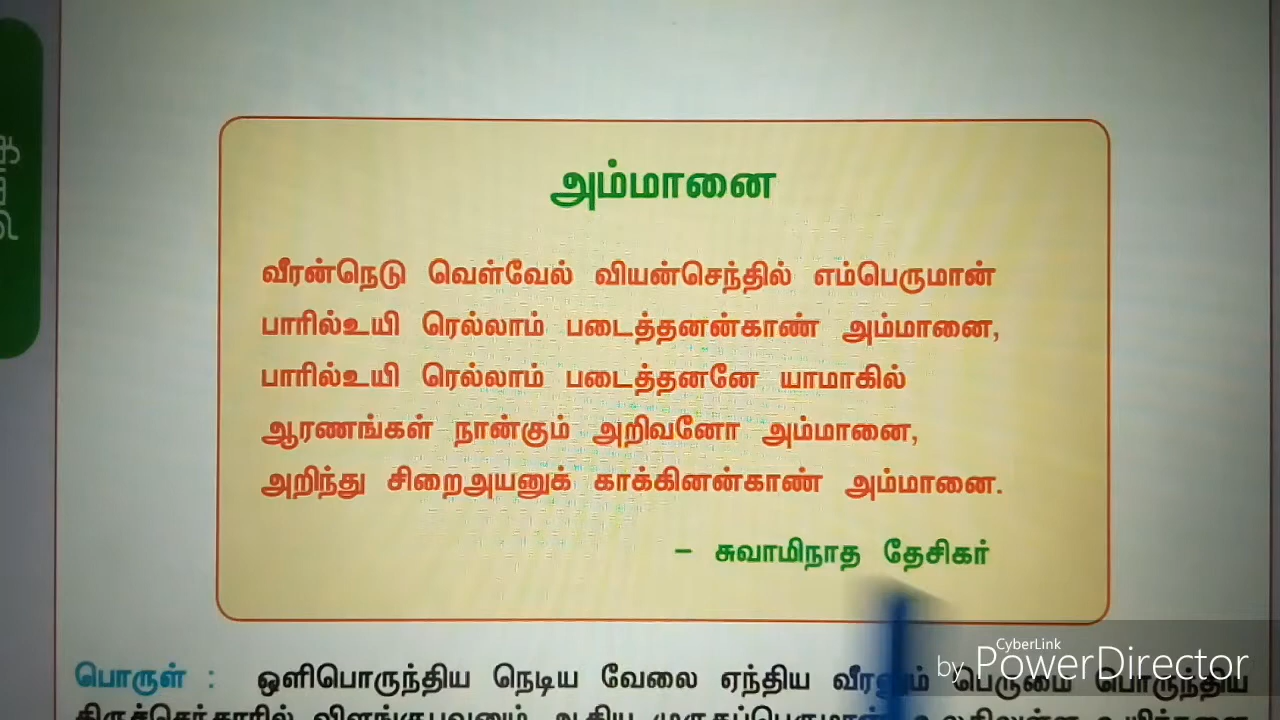 அம்மானை
வீரன்நெடு வெள்வேல் வியன்செந்தில் எம்பெருமான்
பாரில்உயி ரெல்லாம் படைத்தனன்காண் அம்மானை,
பாரில்உயி ரெல்லாம் படைத்தனனே யாமாகில்
ஆரணங்கள் நான்கும் அறிவனோ அம்மானை,
அறிந்து சிறைஅயனுக் காக்கினன்காண் அம்மானை.
– சுவாமிநாத தேசிகர்
பொருள் : ஒளிபொருந்திய நெடிய வேலை ஏந்திய வீரனும் பெருமை பொருந்திய
CyberLink
by PowerDirector